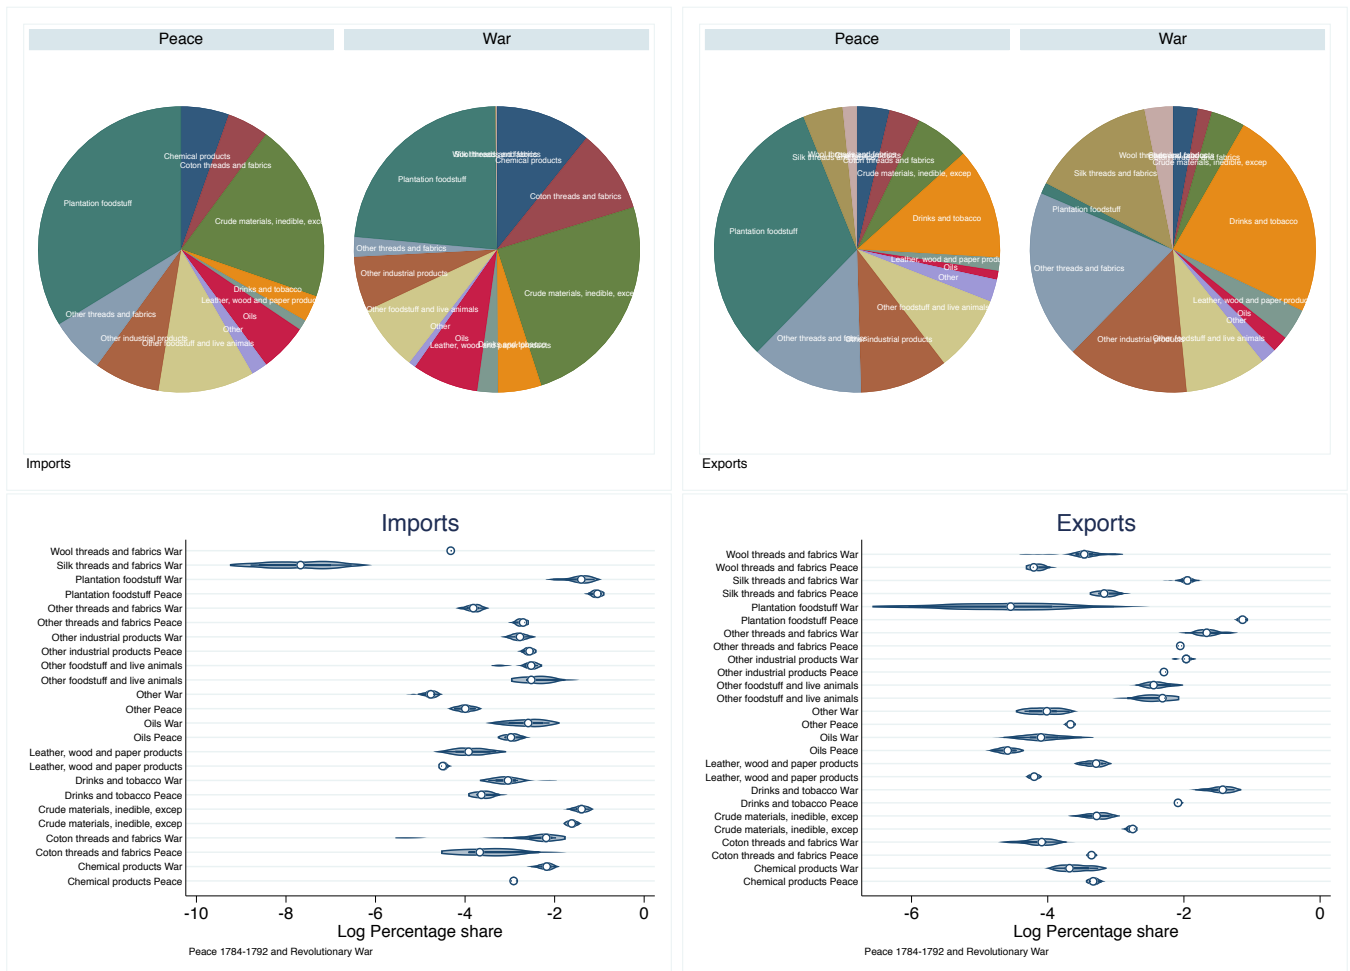 Peace
War
Chemical products
Coton threads and fabrics
Plantation foodstuff
Crude materials, inedible, exc
Drinks and tobacco
Leather, wood and paper produc
Oils
Other threads and fabrics
Other
Other industrial products
Other foodstuff and live animals
Chemical products
Plantation foodstuff
Coton threads and fabrics
Other threads and fabrics
Other industrial products
Crude materials, inedible, exce
Other foodstuff and live animals
Other
Oils
Leather, wood and paper products
Imports
Peace
War
Silk threads and
Coton threads and fabrics
Crude materials, inedible, excep
Drinks and tobacco
Plantation foodstuff
Leather, wood and paper produ
Oils
Other
Other foodstuff and live animals
Other threads and fabrics
industrial products
Wool
Crude materials, inedible, excep
Silk threads and fabrics
Plantation foodstuff
Drinks and tobacco
Other threads and fabrics
Leather, wood and paper produc
Oils
Other
Other industrial
foodstuff and live animals
Exports
Imports
Wool threads and fabrics War
Silk threads and fabrics War
Plantation foodstuff War
Plantation foodstuff Peace
Other threads and fabrics War
Other threads and fabrics Peace
Other industrial products War
Other industrial products Peace
Other foodstuff and live animals
Other foodstuff and live animals
Other War
Other Peace
Oils War
Oils Peace
Leather, wood and paper products
Leather, wood and paper products
Drinks and tobacco War
Drinks and tobacco Peace
Crude materials, inedible, excep
Crude materials, inedible, excep
Coton threads and fabrics War
Coton threads and fabrics Peace
Chemical products War
Chemical products Peace
-10 -8 -6 -4 -2 0
Log Percentage share
Peace 1784-1792 and Revolutionary War
Exports
Wool threads and fabrics War
Wool threads and fabrics Peace
Silk threads and fabrics War
Silk threads and fabrics Peace
Plantation foodstuff War
Plantation foodstuff Peace
Other threads and fabrics War
Other threads and fabrics Peace
Other industrial products War
Other industrial products Peace
Other foodstuff and live animals
Other foodstuff and live animals
Other War
Other Peace
Oils War
Oils Peace
Leather, wood and paper products
Leather, wood and paper products
Drinks and tobacco War
Drinks and tobacco Peace
Crude materials, inedible, excep
Crude materials, inedible, excep
Coton threads and fabrics War
Coton threads and fabrics Peace
Chemical products War
Chemical products Peace
-6 -4 -2 0
Log Percentage share
Peace 1784-1792 and Revolutionary War